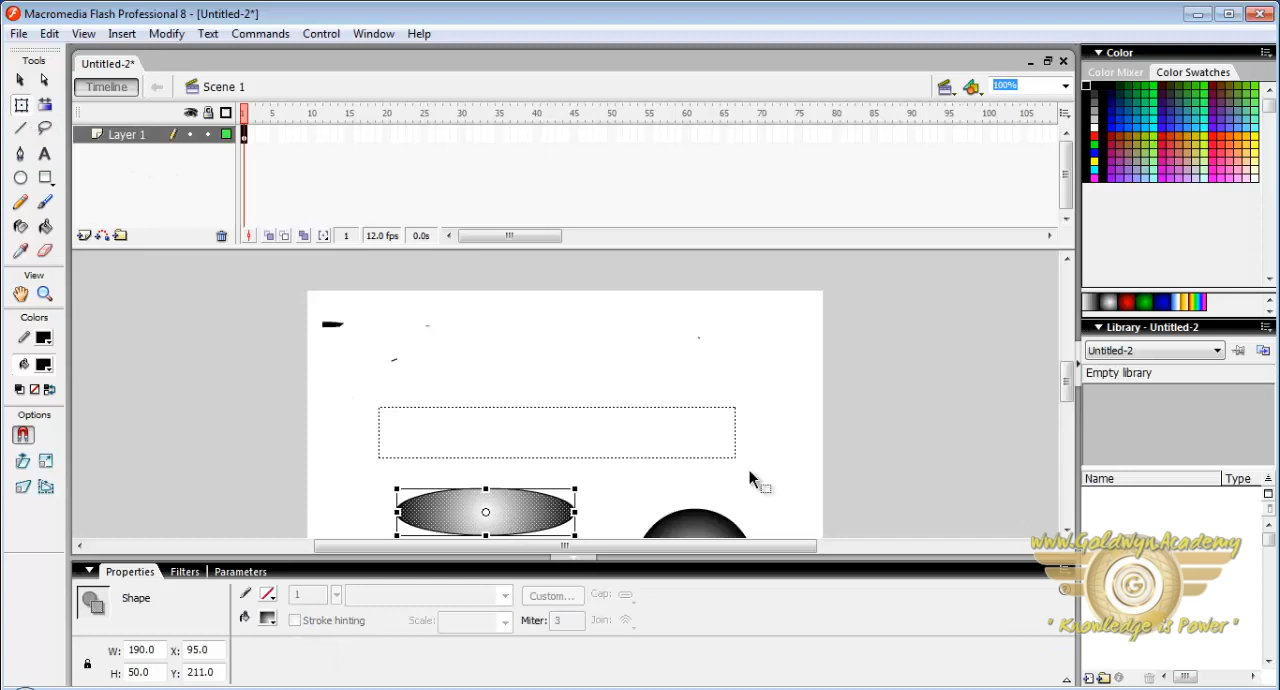 Macromedia Flash Professional 8 - [Untitled-2*]
File Edit View Insert Modify Text Commands Control Window Help
Tools
Untitled-2*
Timeline
Scene 1
100%
1 5 10 15 20 25 30 35 40 45 50 55 60 65 70 75 80 85 90 95 100 105
Layer 1
1 12.0 fps 0.0s
View
Colors
Options
Color
Color Mixer Color Swatches
Library - Untitled-2
Untitled-2
Empty library
Name Type
Properties Filters Parameters
Shape
1 Custom... Cap:
Stroke hinting Scale: Miter: 3 Join:
W: 190.0 X: 95.0
H: 50.0 Y: 211.0
www.GoldwynAcademy
G
" Knowledge is Power "